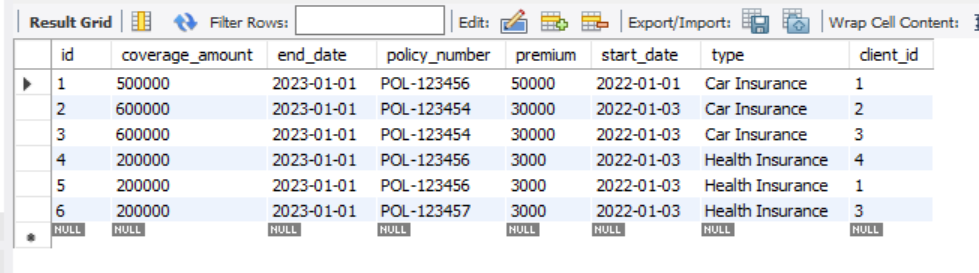 Result Grid Filter Rows: Edit: Export/Import: Wrap Cell Content:
id coverage_amount end_date policy_number premium start_date type client_id
1 500000 2023-01-01 POL-123456 50000 2022-01-01 Car Insurance 1
2 600000 2023-01-01 POL-123454 30000 2022-01-03 Car Insurance 2
3 600000 2023-01-01 POL-123454 30000 2022-01-03 Car Insurance 3
4 200000 2023-01-01 POL-123456 3000 2022-01-03 Health Insurance 4
5 200000 2023-01-01 POL-123456 3000 2022-01-03 Health Insurance 1
6 200000 2023-01-01 POL-123457 3000 2022-01-03 Health Insurance 3
NULL NULL NULL NULL NULL NULL NULL NULL